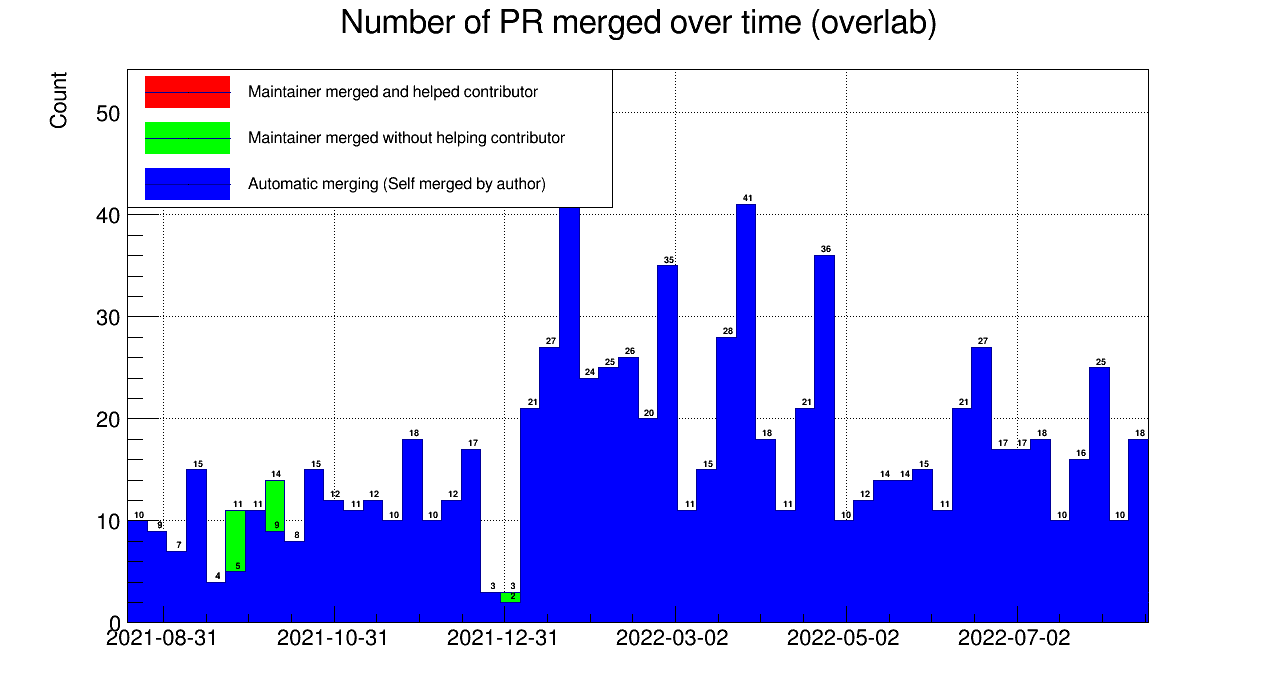 Number of PR merged over time (overlab)
Count
Maintainer merged and helped contributor
Maintainer merged without helping contributor
Automatic merging (Self merged by author)
50
40
30
20
10
0
10 9 7 15 4 11 5 11 14 9 8 15 12 11 12 10 18 10 12 17 3 3 2 21 27 24 25 26 20 35 11 15 28 41 18 11 21 36 10 12 14 14 15 11 21 27 17 17 18 10 16 25 10 18
2021-08-31 2021-10-31 2021-12-31 2022-03-02 2022-05-02 2022-07-02